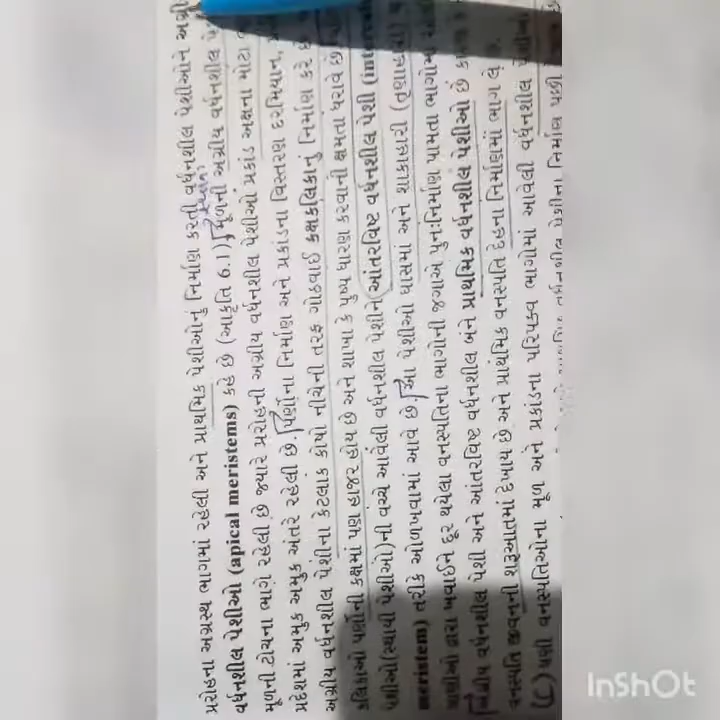 પ્રરોહના અગ્રસ્થ ભાગમાં રહેલી અને પ્રાથમિક પેશીઓનું નિર્માણ કરતી વર્ધનશીલ પેશીઓને અગ્રી
વર્ધનશીલ પેશીઓ (apical meristems) કહે છે (આકૃતિ 6.1) મૂળની અગ્રીય વર્ધનશીલ
મૂળની ટોચના ભાગે રહેલી છે જ્યારે પ્રરોહની અગ્રીય વર્ધનશીલ પેશીઓ પ્રકાંડ અક્ષના મોટા
પ્રદેશમાં અમુક અમુક અંતરે રહેલી છે. પર્ણોના નિર્માણ અને પ્રકાંડના વિસ્તરણ દરમિયાન,
અગ્રીય વર્ધનશીલ પેશીના કેટલાક કોષો નીચેની તરફ ગોઠવાઈ કક્ષકલિકાનું નિર્માણ કરે છે
કલિકાઓ પર્ણોની કક્ષમાં પણ હાજર હોય છે અને શાખા કે પુષ્પ ધારણ કરવાની ક્ષમતા ધરાવે છે
પેશીઓ(સ્થાયી પેશીઓ)ની વચ્ચે આવેલી વર્ધનશીલ પેશીને આંતરવિષ્ટ વર્ધનશીલ પેશી
meristem) તરીકે ઓળખવામાં આવે છે. આ પેશીઓ ઘાસમાં અને શાકાહારી (તૃણાહારી)
પ્રાણીઓ દ્વારા ખવાઈને દૂર થયેલા વનસ્પતિના ભાગોની જગાએ પુનઃનિર્માણ પામતા ભાગોમાં
અગ્રીય વર્ધનશીલ પેશી અને આંતરવિષ્ટ વર્ધનશીલ બંને પ્રાથમિક વર્ધનશીલ પેશીઓ છે
વનસ્પતિ જીવનની શરૂઆતમાં દેખાય છે અને પ્રાથમિક વનસ્પતિ દેહના નિર્માણમાં ભાગ લે છે.
ઘણી વનસ્પતિઓના મૂળ અને પ્રકાંડના પરિપક્વ ભાગોમાં આવેલી વર્ધનશીલ
InShOt